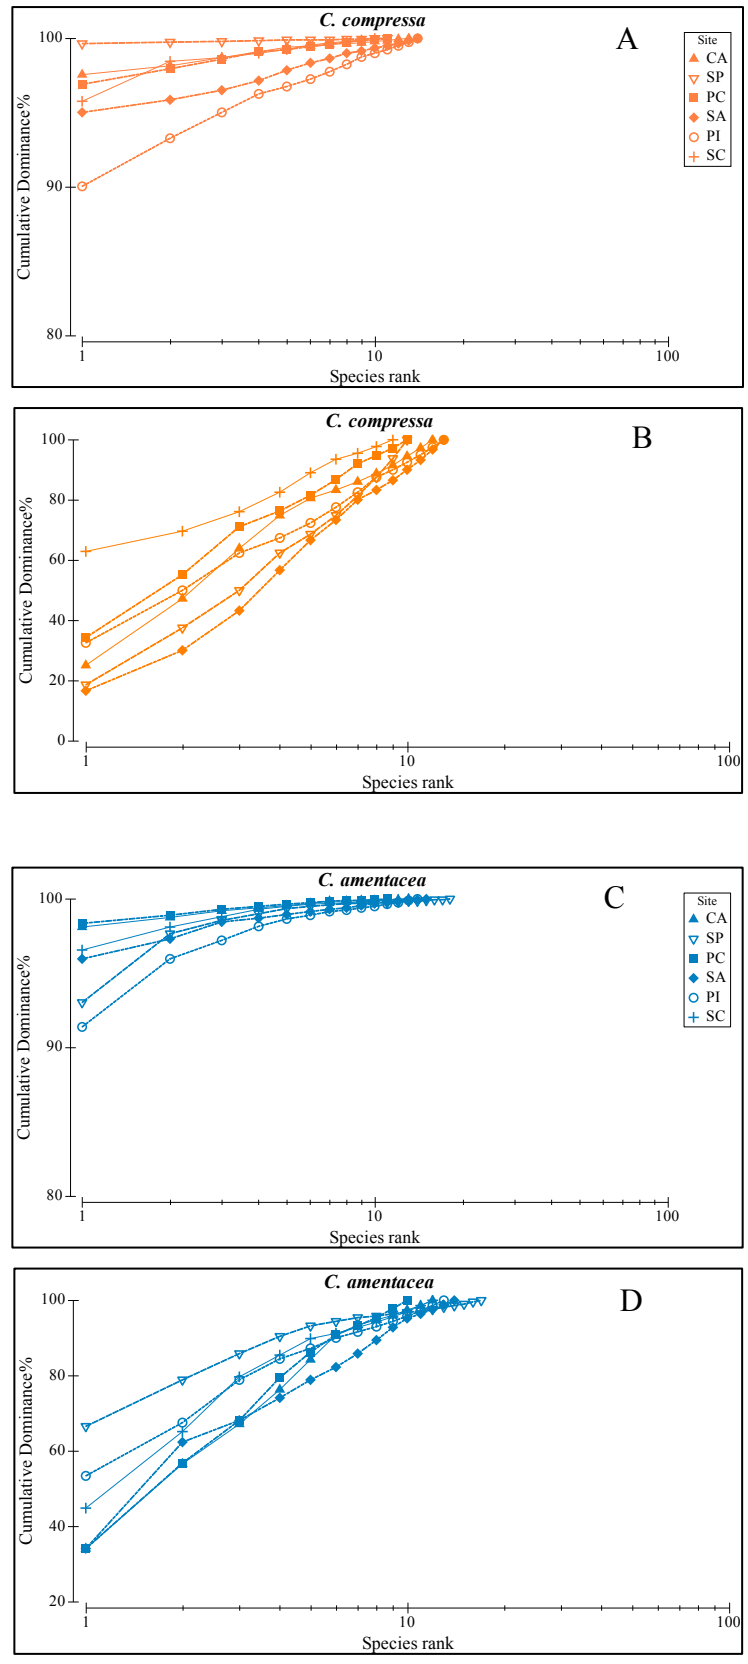 C. compressa
A
100
90
80
Cumulative Dominance%
1
10
100
Species rank
Site
CA
SP
PC
SA
PI
SC
C. compressa
B
100
80
60
40
20
0
Cumulative Dominance%
1
10
100
Species rank
C. amentacea
C
100
90
80
Cumulative Dominance%
1
10
100
Species rank
Site
CA
SP
PC
SA
PI
SC
C. amentacea
D
100
80
60
40
20
Cumulative Dominance%
1
10
100
Species rank